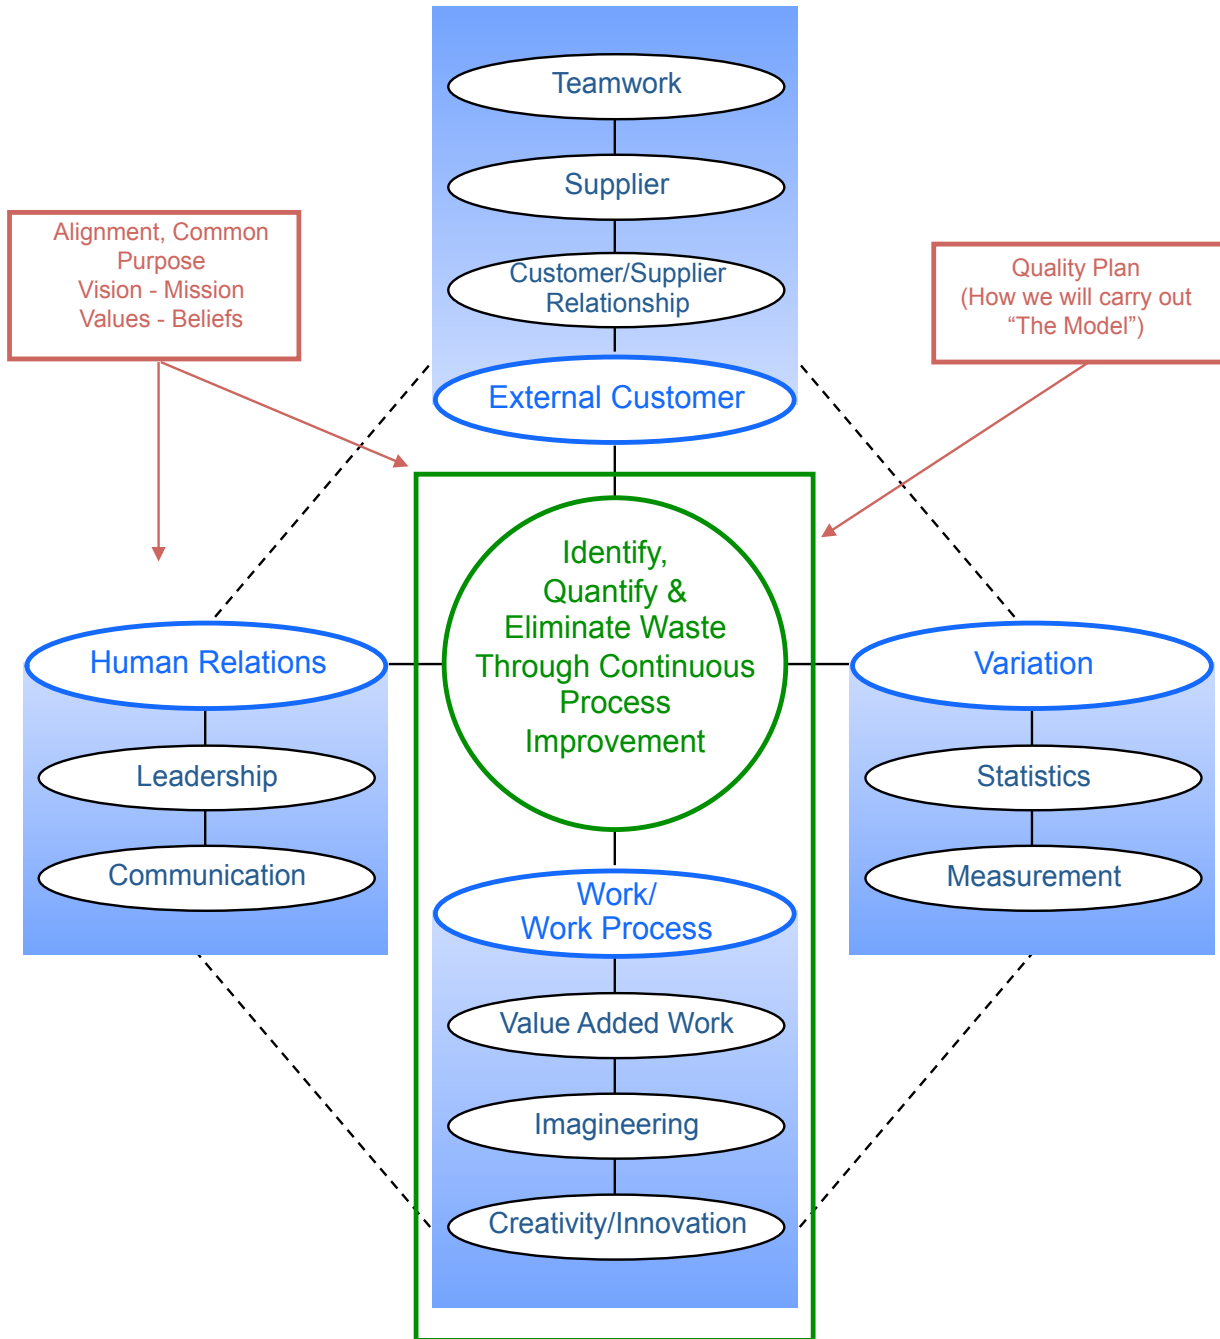 Teamwork
Supplier
Customer/Supplier
Relationship
External Customer
Alignment, Common
Purpose
Vision - Mission
Values - Beliefs
Quality Plan
(How we will carry out
“The Model”)
Identify,
Quantify &
Eliminate Waste
Through Continuous
Process
Improvement
Human Relations
Leadership
Communication
Variation
Statistics
Measurement
Work/
Work Process
Value Added Work
Imagineering
Creativity/Innovation